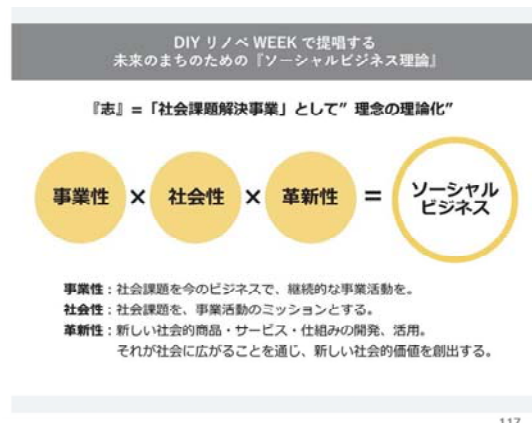 DIY リノベ WEEK で提唱する
未来のまちのための『ソーシャルビジネス理論』
『志』=「社会課題解決事業」として”理念の理論化”
事業性 × 社会性 × 革新性 = ソーシャル
ビジネス
事業性：社会課題を今のビジネスで、継続的な事業活動を。
社会性：社会課題を、事業活動のミッションとする。
革新性：新しい社会的商品・サービス・仕組みの開発、活用。
それが社会に広がることを通じ、新しい社会的価値を創出する。
117